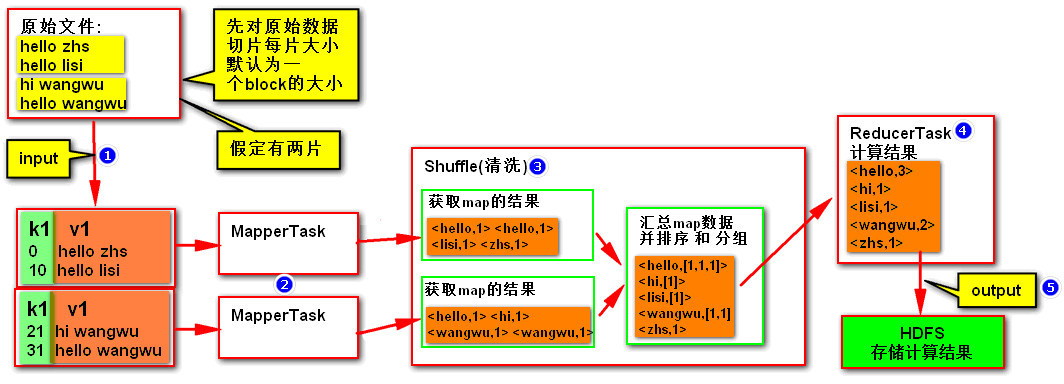 原始文件:
hello zhs
hello lisi
hi wangwu
hello wangwu
先对原始数据
切片每片大小
默认为一
个block的大小
假定有两片
input
1
k1 v1
0 hello zhs
10 hello lisi
k1 v1
21 hi wangwu
31 hello wangwu
MapperTask
2
MapperTask
Shuffle(清洗)
3
获取map的结果
<hello,1> <hello,1>
<lisi,1> <zhs,1>
获取map的结果
<hello,1> <hi,1>
<wangwu,1> <wangwu,1>
汇总map数据
并排序 和 分组
<hello,[1,1,1]>
<hi,[1]>
<lisi,[1]>
<wangwu,[1,1]
<zhs,1>
ReducerTask
4
计算结果
<hello,3>
<hi,1>
<lisi,1>
<wangwu,2>
<zhs,1>
output
5
HDFS
存储计算结果